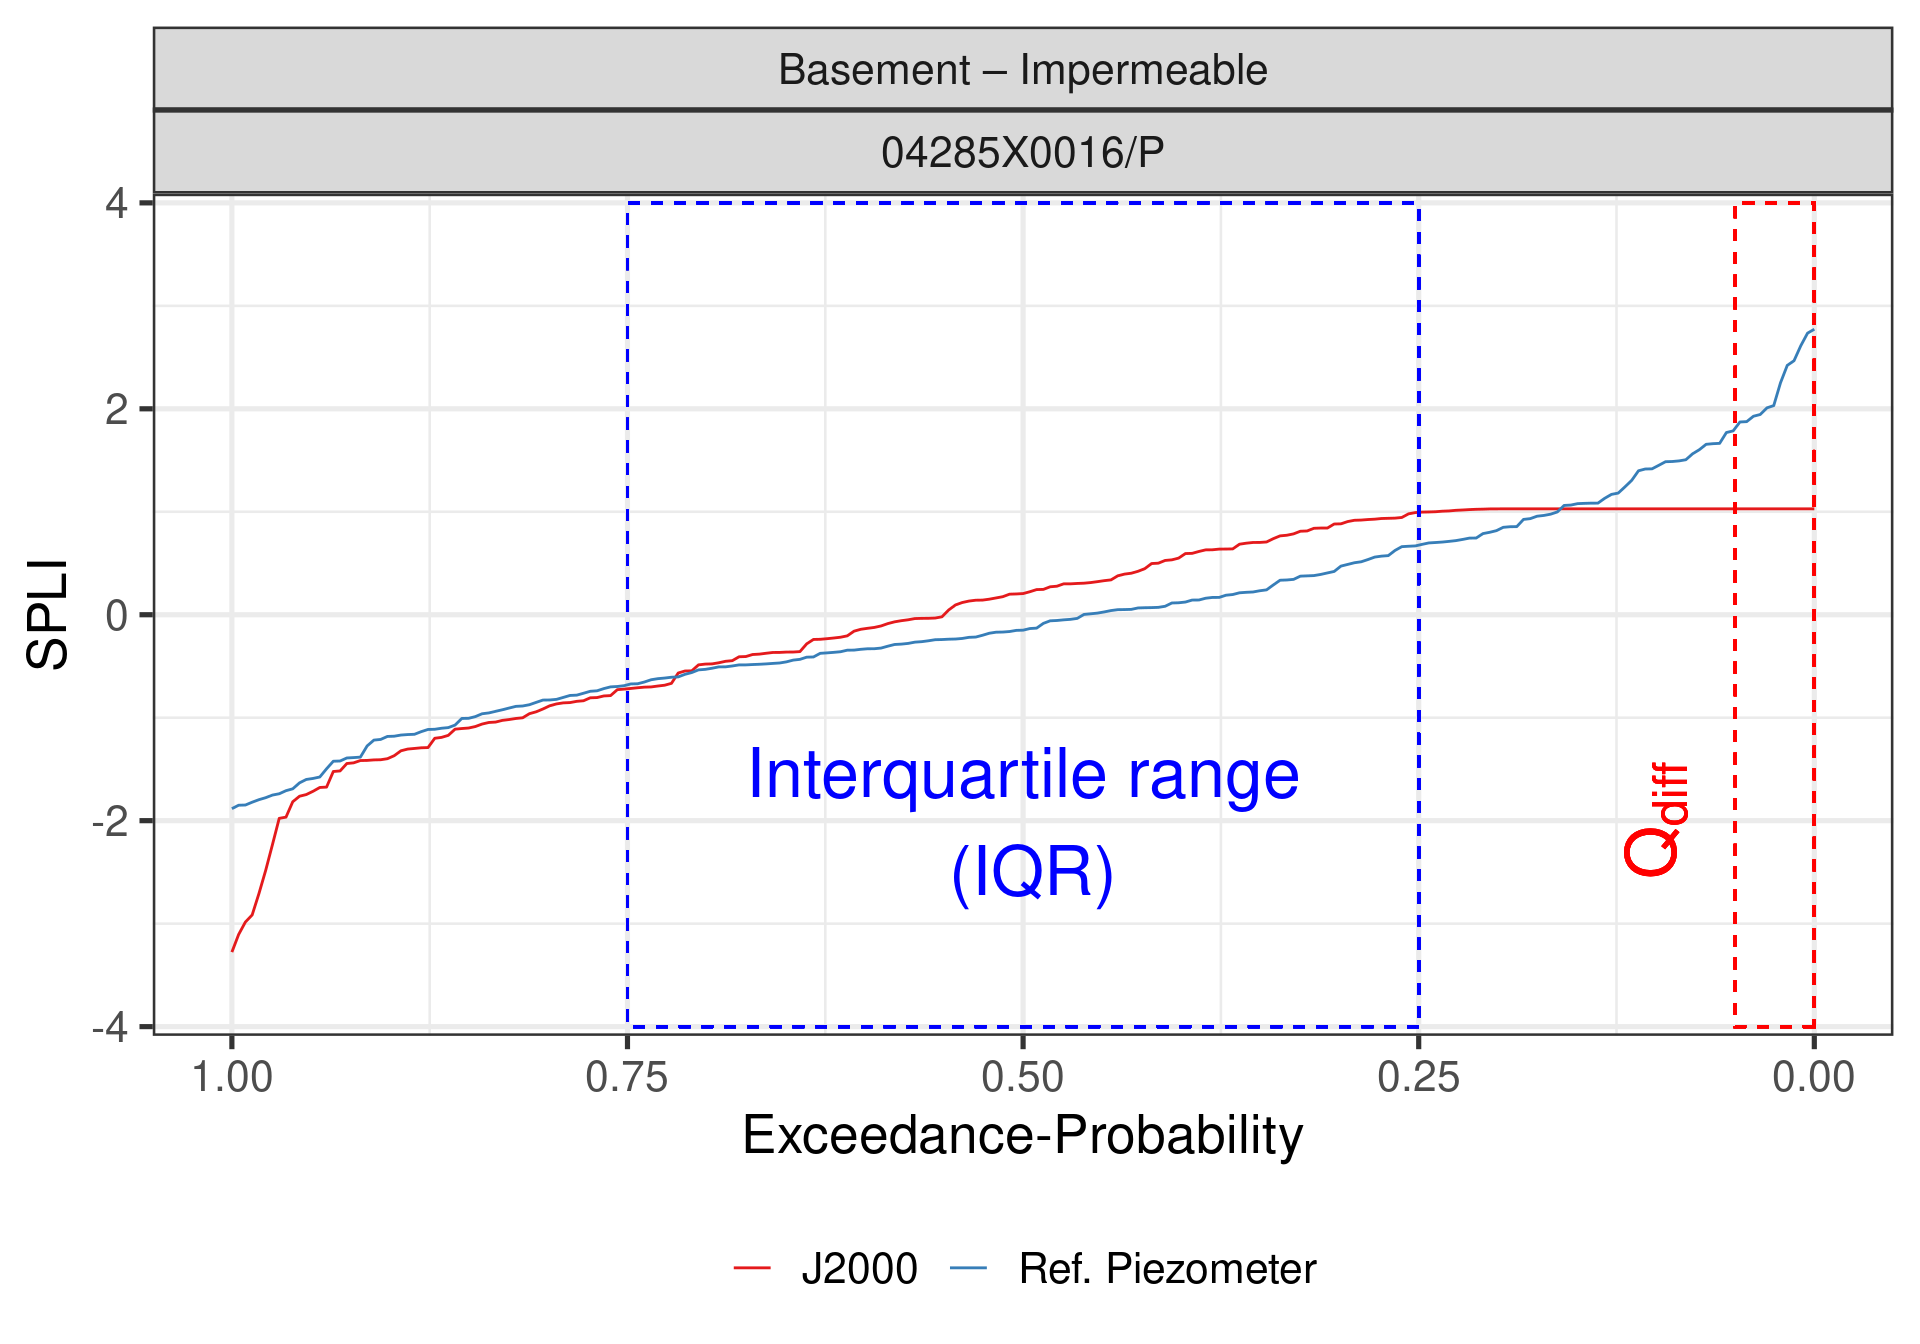 Basement – Impermeable
04285X0016/P
4
2
0
-2
-4
SPLI
Interquartile range
(IQR)
Qdiff
1.00 0.75 0.50 0.25 0.00
Exceedance-Probability
J2000 Ref. Piezometer